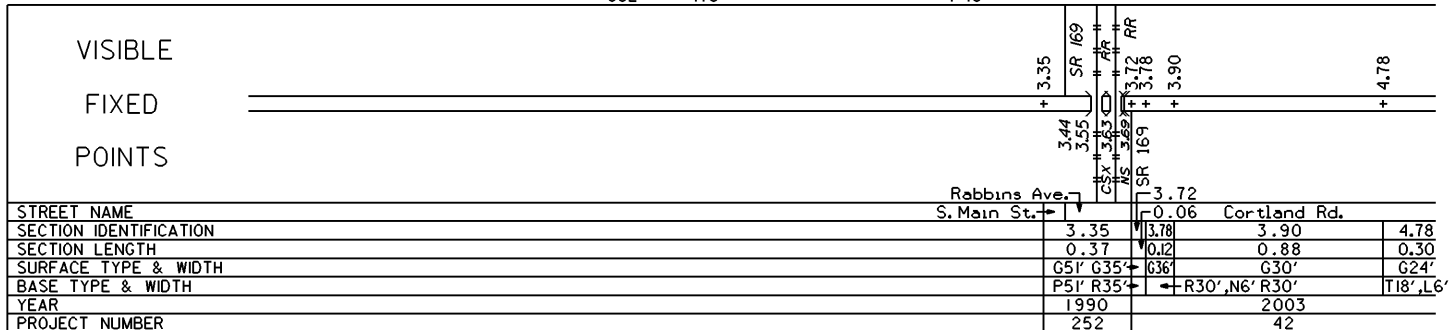 VISIBLE
FIXED
POINTS
3.35
SR 169
RR
RR
3.72
3.78
3.90
4.78
3.44
3.55
CSX 3.63
NS 3.69
SR 169
Rabbins Ave.
3.72
STREET NAME S. Main St. 0.06 Cortland Rd.
SECTION IDENTIFICATION 3.35 3.78 3.90 4.78
SECTION LENGTH 0.37 0.12 0.88 0.30
SURFACE TYPE & WIDTH G51' G35' G36' G30' G24'
BASE TYPE & WIDTH P51' R35' R30',N6' R30' T18',L6'
YEAR 1990 2003
PROJECT NUMBER 252 42